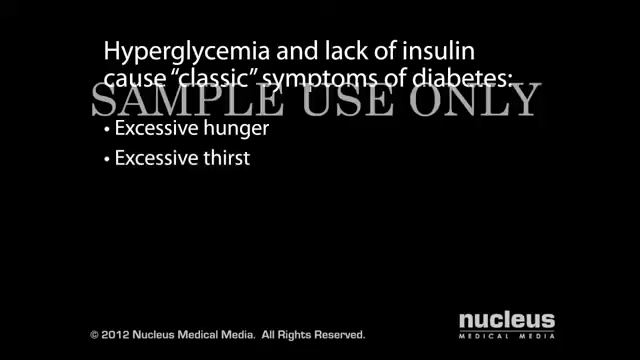 Hyperglycemia and lack of insulin
cause “classic” symptoms of diabetes:
SAMPLE USE ONLY
• Excessive hunger
• Excessive thirst
nucleus
MEDICAL MEDIA
© 2012 Nucleus Medical Media. All Rights Reserved.